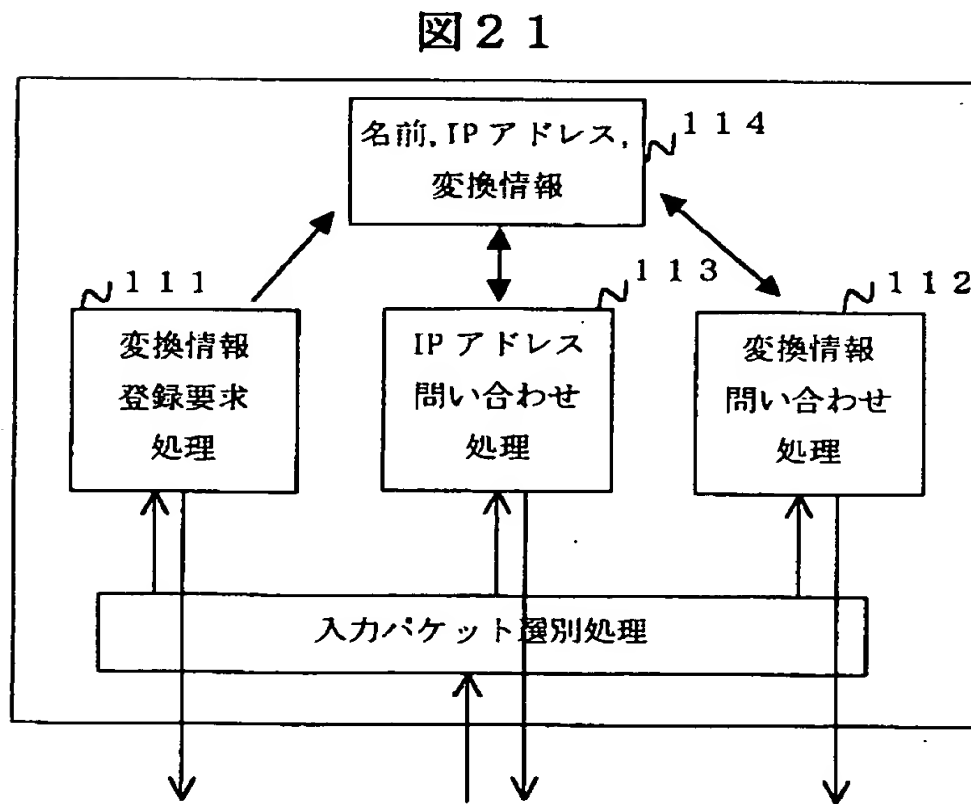 図21
名前, IP アドレス,
変換情報
114
111
変換情報
登録要求
処理
113
IP アドレス
問い合わせ
処理
112
変換情報
問い合わせ
処理
入力パケット選別処理